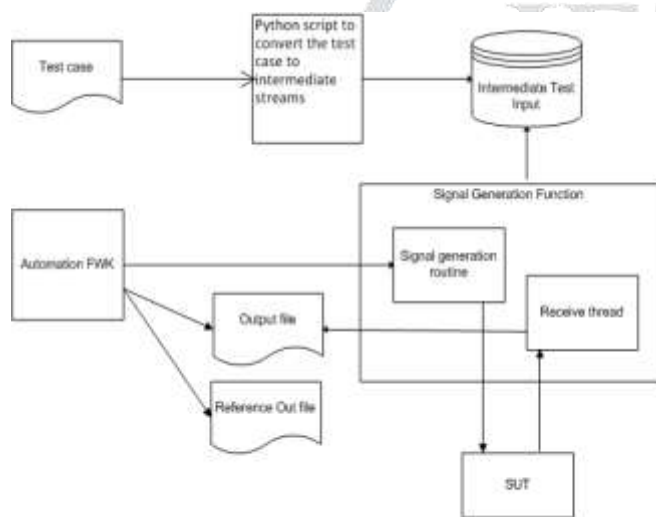 Test case
Python script to
convert the test
case to
intermediate
streams
Intermediate Test
Input
Signal Generation Function
Automation FWK
Signal generation
routine
Output file
Receive thread
Reference Out file
SUT